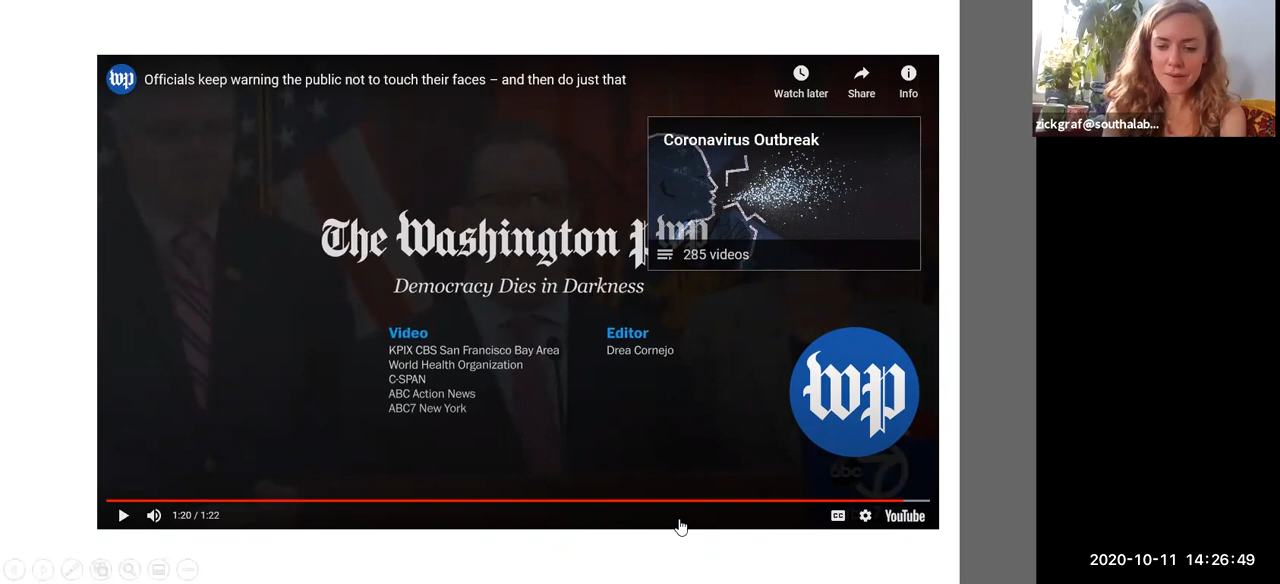 Officials keep warning the public not to touch their faces – and then do just that
Watch later
Share
Info
Coronavirus Outbreak
285 videos
The Washington P
wp
Democracy Dies in Darkness
Video
KPIX CBS San Francisco Bay Area
World Health Organization
C-SPAN
ABC Action News
ABC7 New York
Editor
Drea Cornejo
wp
abc 7
1:20 / 1:22
CC
YouTube
zickgraf@southalab...
2020-10-11 14:26:49